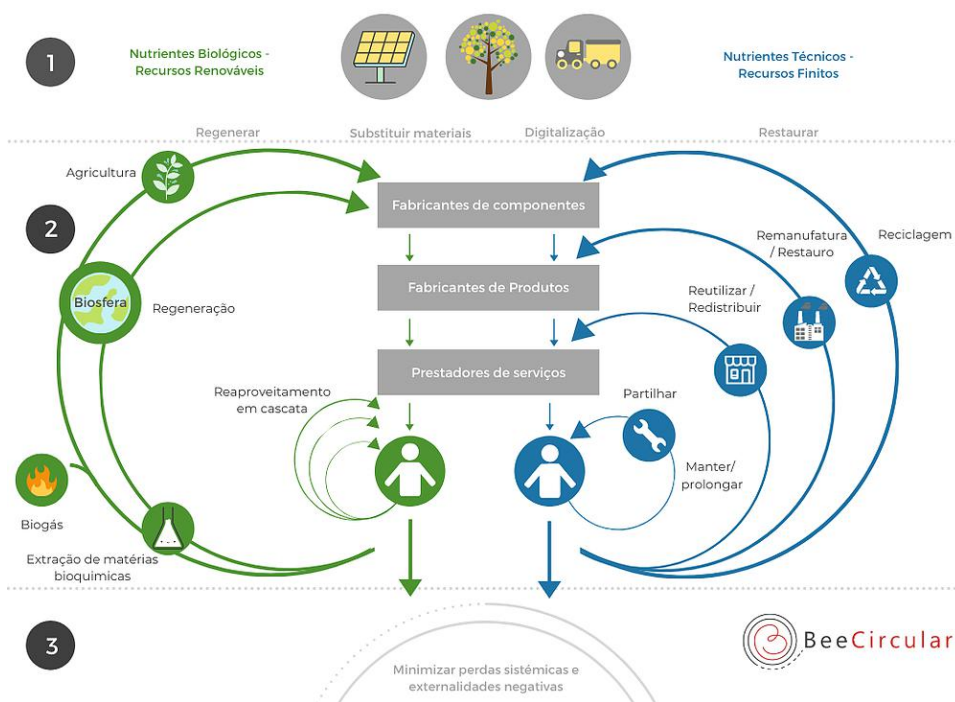 1
Nutrientes Biológicos -
Recursos Renováveis
Nutrientes Técnicos -
Recursos Finitos
Regenerar
Substituir materiais
Digitalização
Restaurar
2
Agricultura
Fabricantes de componentes
Remanufatura
/ Restauro
Reciclagem
Biosfera
Regeneração
Fabricantes de Produtos
Reutilizar /
Redistribuir
Prestadores de serviços
Reaproveitamento
em cascata
Partilhar
Manter/
prolongar
Biogás
Extração de matérias
bioquimicas
3
Minimizar perdas sistémicas e
externalidades negativas
BeeCircular